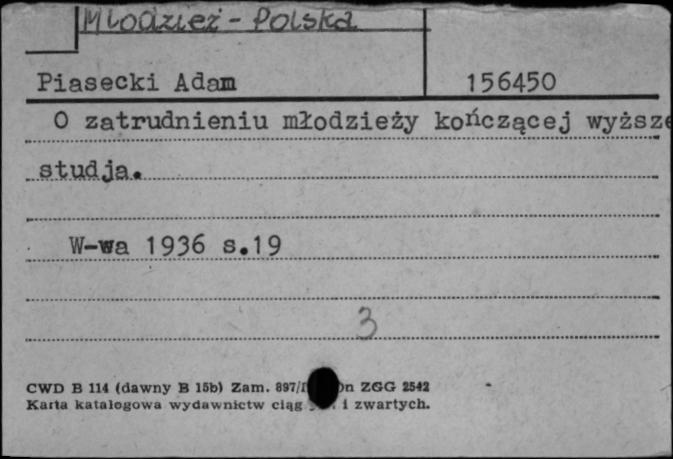 Młodzież - Polska
Piasecki Adam 156450
O zatrudnieniu młodzieży kończącej wyższe
studja.
W-wa 1936 s.19
3
CWD B 114 (dawny B 15b) Zam. 897/ ZGG 2542
Karta katalogowa wydawnictw ciąg i zwartych.